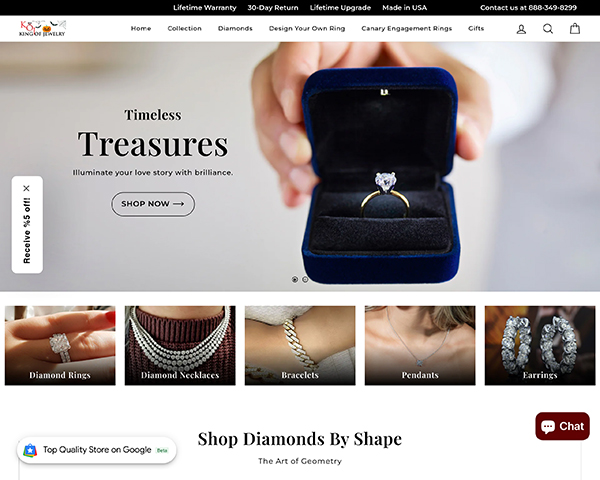 Lifetime Warranty 30-Day Return Lifetime Upgrade Made in USA Contact us at 888-349-8299
KING OF JEWELRY
Home Collection Diamonds Design Your Own Ring Canary Engagement Rings Gifts
Timeless
Treasures
Illuminate your love story with brilliance.
SHOP NOW
Receive %5 off!
Diamond Rings Diamond Necklaces Bracelets Pendants Earrings
Shop Diamonds By Shape
The Art of Geometry
Top Quality Store on Google Beta
Chat